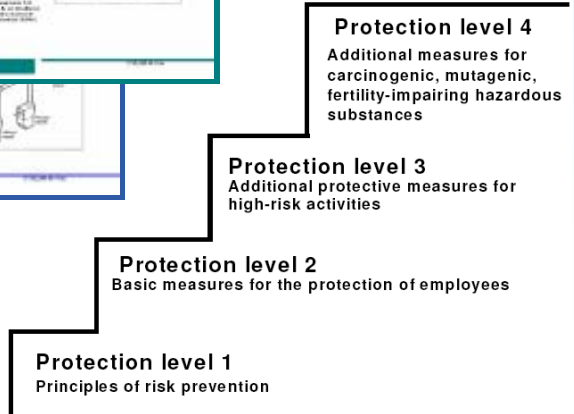 Protection level 4
Additional measures for
carcinogenic, mutagenic,
fertility-impairing hazardous
substances
Protection level 3
Additional protective measures for
high-risk activities
Protection level 2
Basic measures for the protection of employees
Protection level 1
Principles of risk prevention